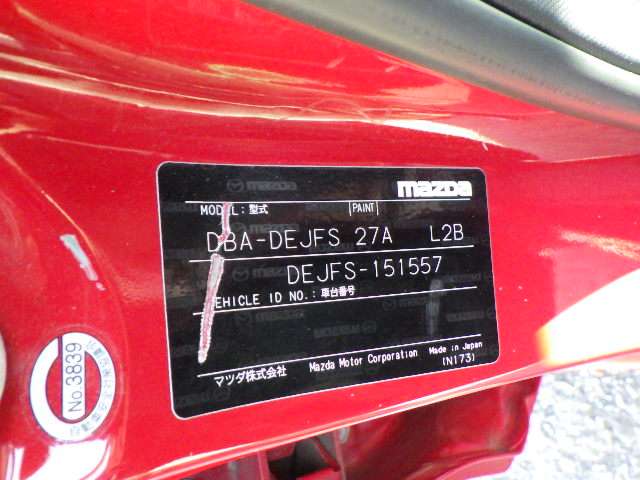 mazda
MODEL:型式 PAINT
DBA-DEJFS 27A L2B
DEJFS-151557
VEHICLE ID NO.:車台番号
マツダ株式会社 Mazda Motor Corporation Made in Japan
(N173)
No 3839